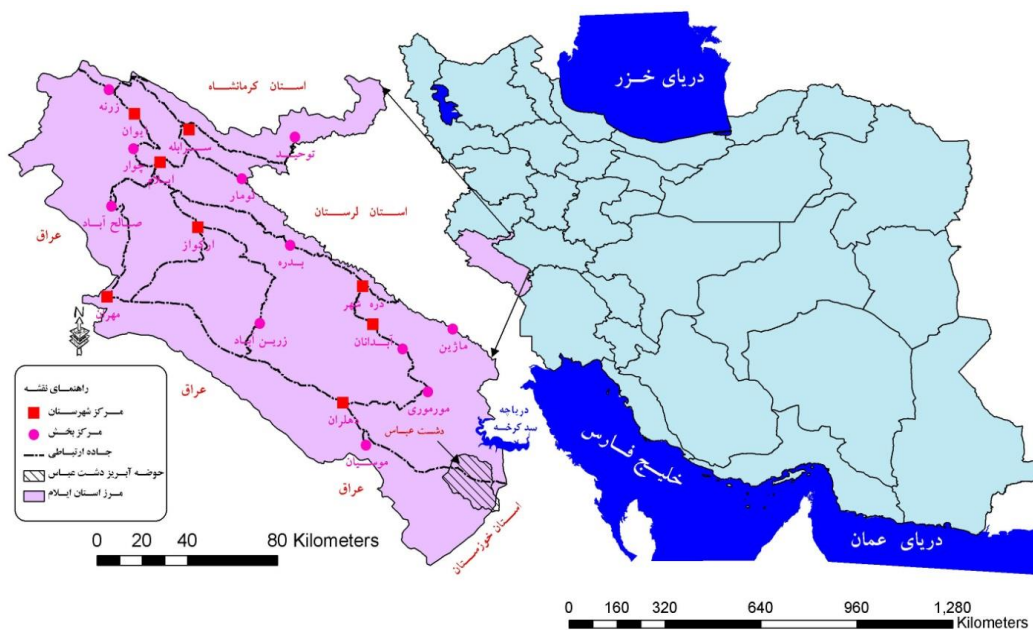 دریای خزر
استان کرمانشاه
زرنه
یوان
سرابله
توحید
چوار
ایلام
لومار
استان لرستان
صالح آباد
ارکواز
عراق
بدره
دره شهر
مهران
N
زرین آباد
آبدانان
ماژین
عراق
مورموری
دهلران
دشت عباس
دریاچه
سد کرخه
موسیان
عراق
استان خوزستان
خلیج فارس
دریای عمان
راهنمای نقشه
مرکز شهرستان
مرکز بخش
جاده ارتباطی
حوضه آبریز دشت عباس
مرز استان ایلام
0 20 40 80 Kilometers
0 160 320 640 960 1,280
Kilometers